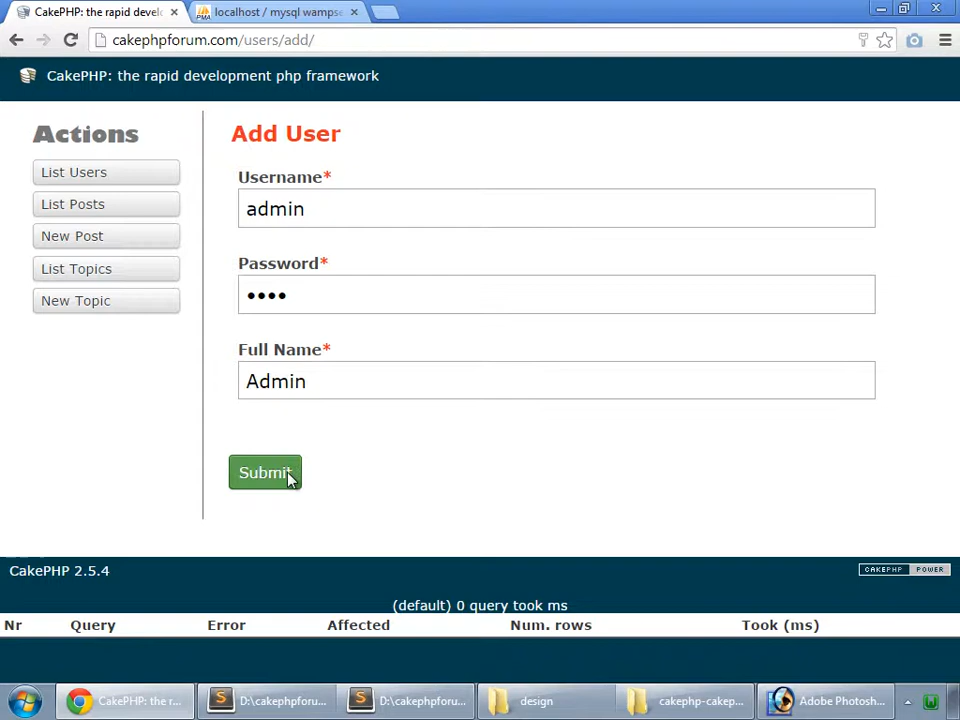 CakePHP: the rapid devel
localhost / mysql wampse
cakephpforum.com/users/add/
CakePHP: the rapid development php framework
Actions
List Users
List Posts
New Post
List Topics
New Topic
Add User
Username*
admin
Password*
••••
Full Name*
Admin
Submit
CakePHP 2.5.4
CAKEPHP POWER
(default) 0 query took ms
Nr Query Error Affected Num. rows Took (ms)
CakePHP: the r...
D:\cakephpforu...
D:\cakephpforu...
design
cakephp-cakep...
Adobe Photosh...